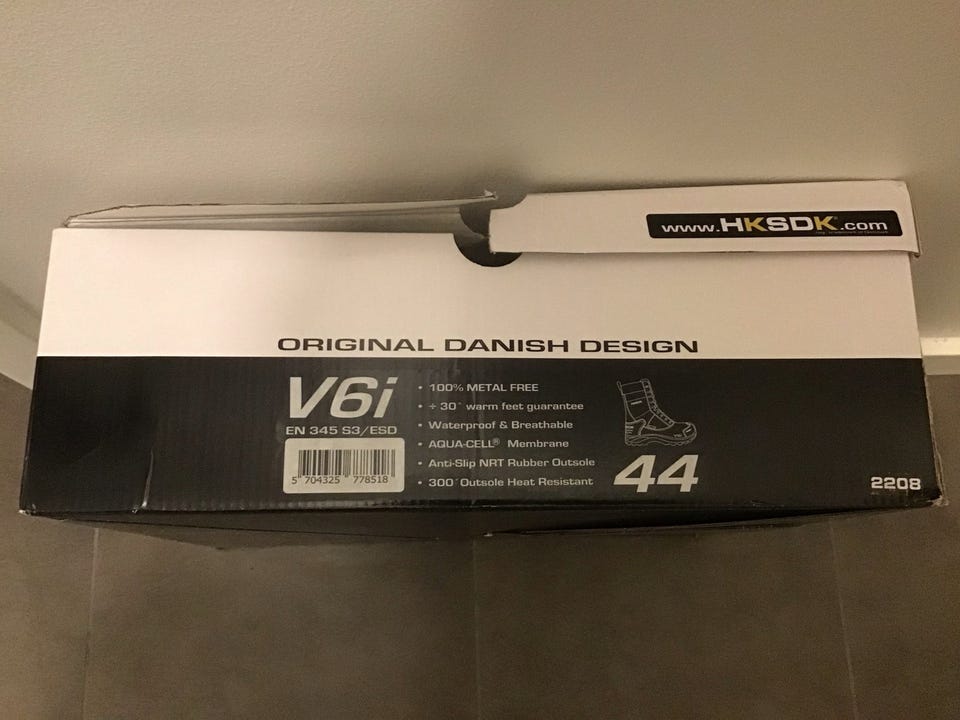 www.HKSDK®.com
ORIGINAL DANISH DESIGN
V6i
EN 345 S3/ESD
5 704325 778518
• 100% METAL FREE
• ÷ 30° warm feet guarantee
• Waterproof & Breathable
• AQUA-CELL® Membrane
• Anti-Slip NRT Rubber Outsole
• 300° Outsole Heat Resistant
44
2208